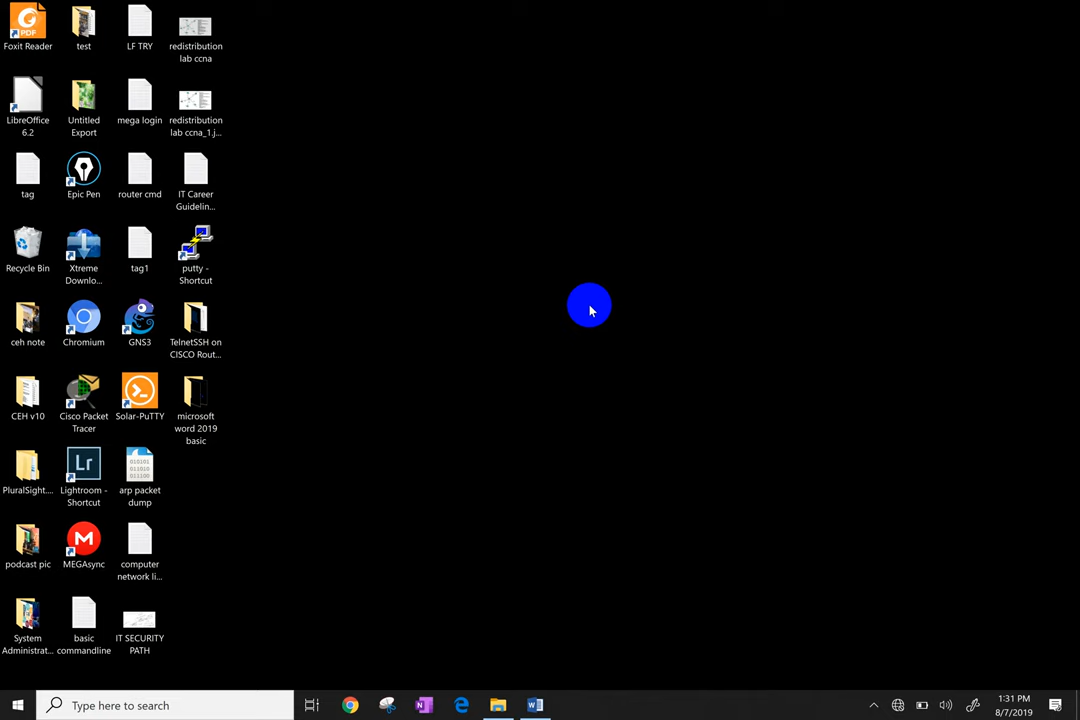 Foxit Reader
test
LF TRY
redistribution
lab ccna
LibreOffice
6.2
Untitled
Export
mega login
redistribution
lab ccna_1.j...
tag
Epic Pen
router cmd
IT Career
Guidelin...
Recycle Bin
Xtreme
Downlo...
tag1
putty -
Shortcut
ceh note
Chromium
GNS3
TelnetSSH on
CISCO Rout...
CEH v10
Cisco Packet
Tracer
Solar-PuTTY
microsoft
word 2019
basic
PluralSight....
Lightroom -
Shortcut
arp packet
dump
podcast pic
MEGAsync
computer
network li...
System
Administrat...
basic
commandline
IT SECURITY
PATH
Type here to search
1:31 PM
8/7/2019